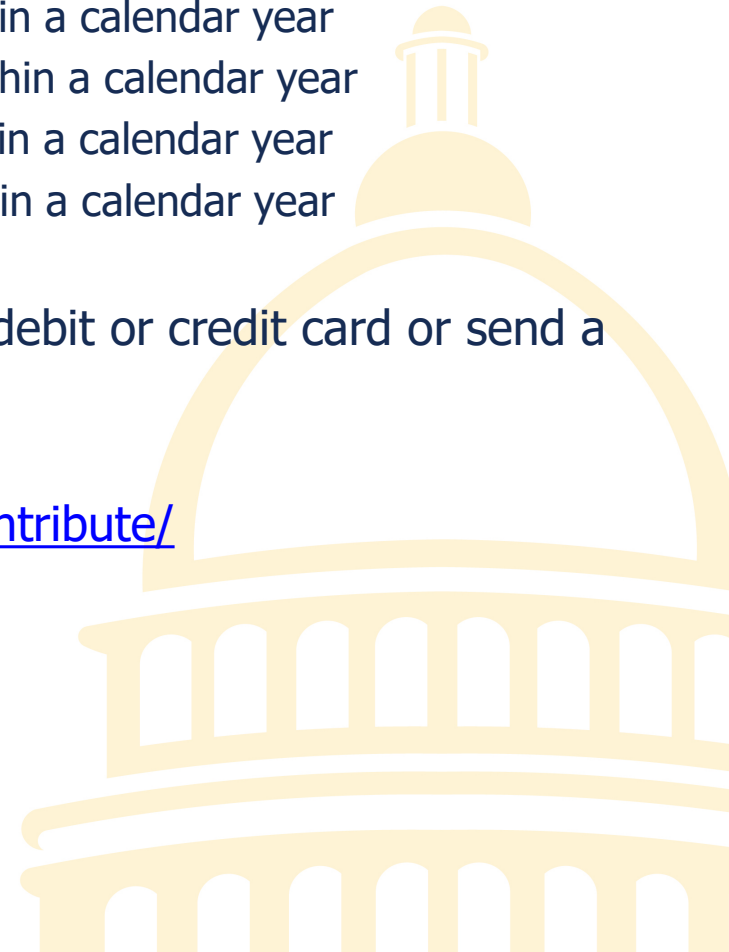 in a calendar year
hin a calendar year
in a calendar year
in a calendar year
debit or credit card or send a
ntribute/